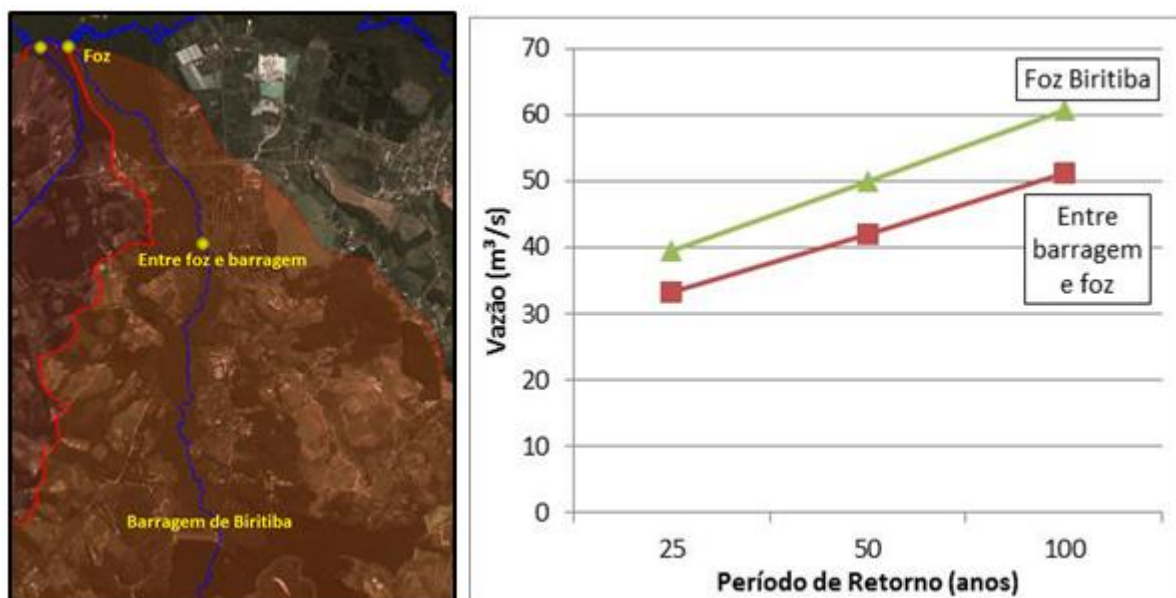 Foz
Entre foz e barragem
Barragem de Biritiba
70
60
50
40
30
20
10
0
Vazão (m³/s)
Foz Biritiba
Entre
barragem
e foz
25 50 100
Período de Retorno (anos)